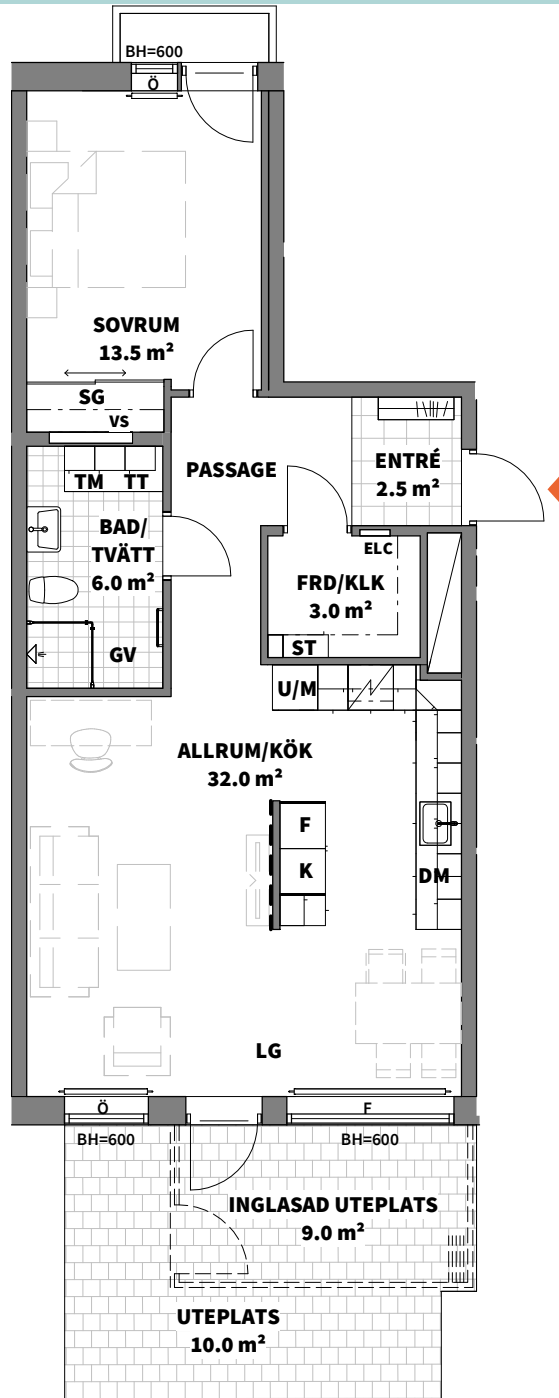 BH=600
Ö
SOVRUM
13.5 m²
SG
VS
PASSAGE
ENTRÉ
2.5 m²
TM TT
BAD/
TVÄTT
6.0 m²
GV
ELC
FRD/KLK
3.0 m²
ST
U/M
ALLRUM/KÖK
32.0 m²
F
K
DM
LG
Ö
F
BH=600
BH=600
INGLASAD UTEPLATS
9.0 m²
UTEPLATS
10.0 m²